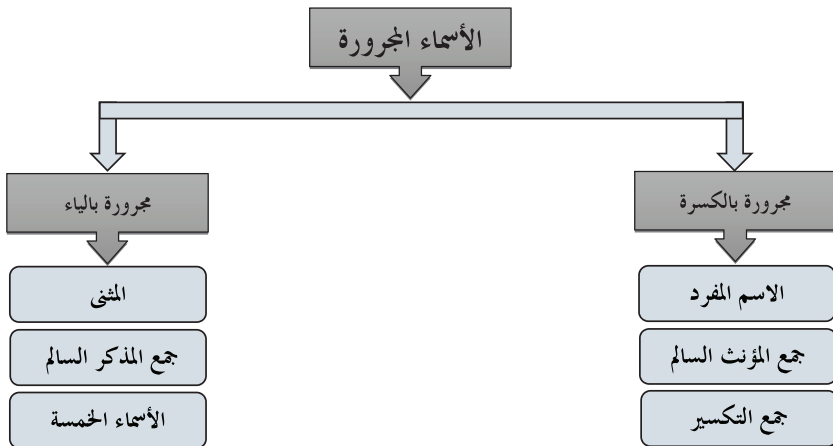 الأسماء المجرورة
مجرورة بالكسرة
الاسم المفرد
جمع المؤنث السالم
جمع التكسير
مجرورة بالياء
المثنى
جمع المذكر السالم
الأسماء الخمسة